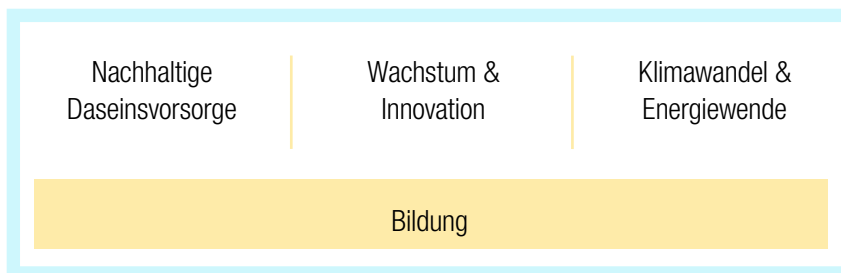 Nachhaltige
Daseinsvorsorge
Wachstum &
Innovation
Klimawandel &
Energiewende
Bildung